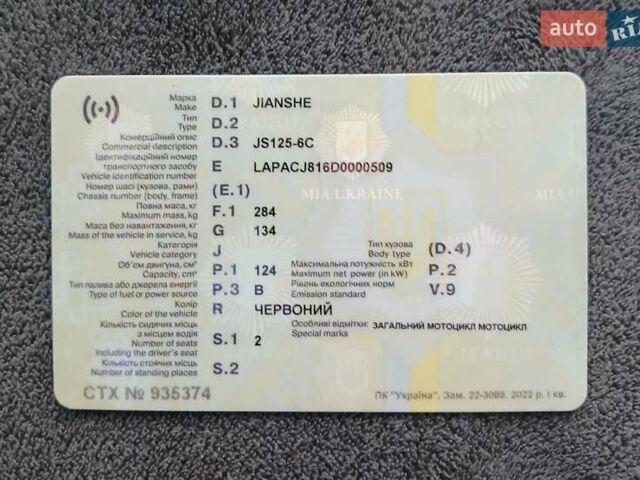 auto RIA
Марка D.1 JIANSHE
Make
Тип D.2
Type
Комерційний опис D.3 JS125-6C
Commercial description
Ідентифікаційний номер
транспортного засобу E LAPACJ816D0000509
Vehicle identification number
Номер шасі (кузова, рами) (E.1)
Chassis number (body, frame)
MIA UKRAINE
Повна маса, кг F.1 284
Maximum mass, kg
Маса без навантаження, кг G 134
Mass of the vehicle in service, kg
Категорія J Тип кузова (D.4)
Vehicle category Body type
Об'єм двигуна, см³ P.1 124 Максимальна потужність кВт P.2
Capacity, cm³ Maximum net power (in kW)
Тип палива або джерела енергії P.3 B Рівень екологічних норм V.9
Type of fuel or power source Emission standard
Колір R ЧЕРВОНИЙ
Color of the vehicle
Кількість сидячих місць Особливі відмітки: ЗАГАЛЬНИЙ МОТОЦИКЛ МОТОЦИКЛ
з місцем водія S.1 2 Special marks
Number of seats
Including the driver's seat
Кількість стоячих місць S.2
Number of standing places
СТХ № 935374
ПК "Україна". Зам. 22-3089. 2022 р. І кв.